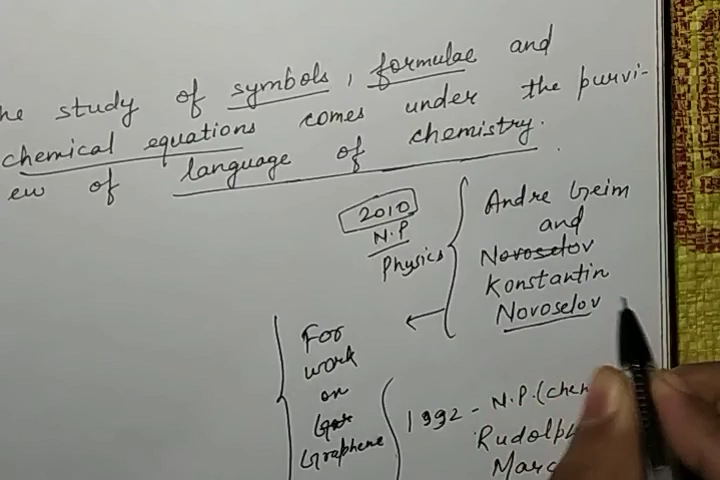 he study of symbols, formulae and
chemical equations comes under the purvi-
ew of language of chemistry.
2010
N.P
Physics
Andre Geim
and
Novoselov
Konstantin
Novoselov
For
work
on
Graphene
1992 - N.P. (chem
Rudolph
Marc